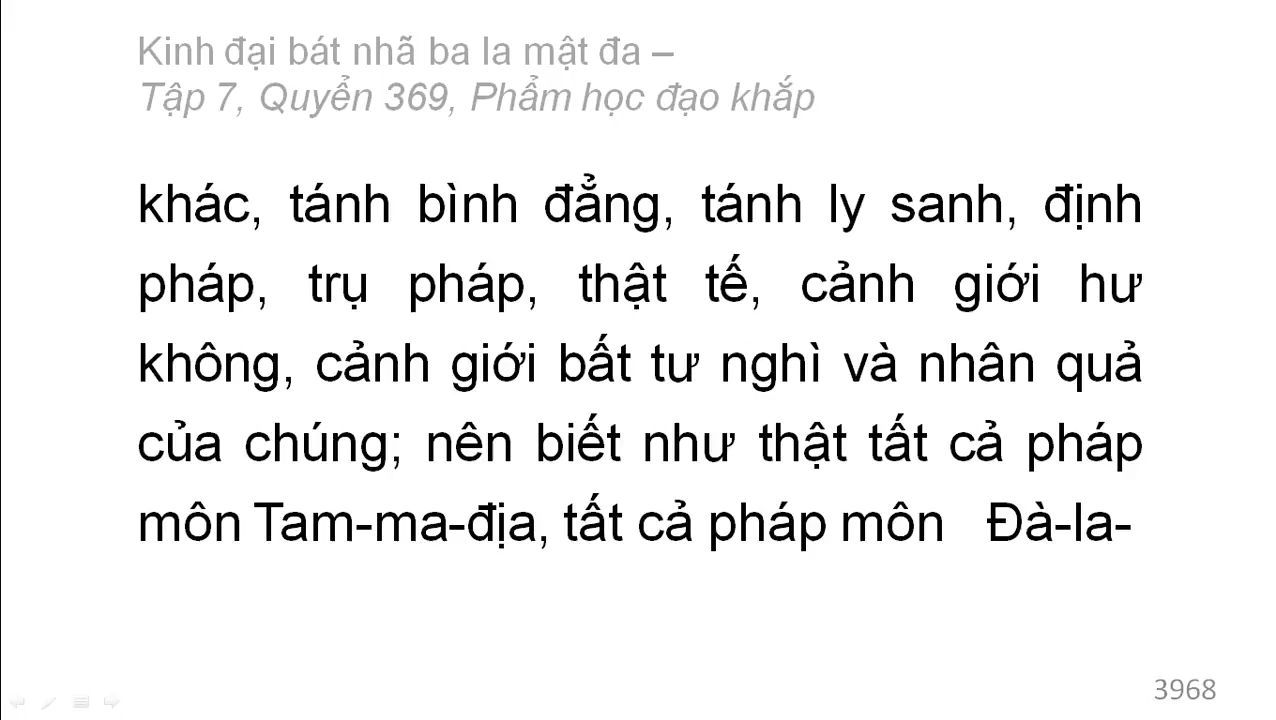 Kinh đại bát nhã ba la mật đa –
Tập 7, Quyển 369, Phẩm học đạo khắp
khác, tánh bình đẳng, tánh ly sanh, định
pháp, trụ pháp, thật tế, cảnh giới hư
không, cảnh giới bất tư nghì và nhân quả
của chúng; nên biết như thật tất cả pháp
môn Tam-ma-địa, tất cả pháp môn Đà-la-
3968